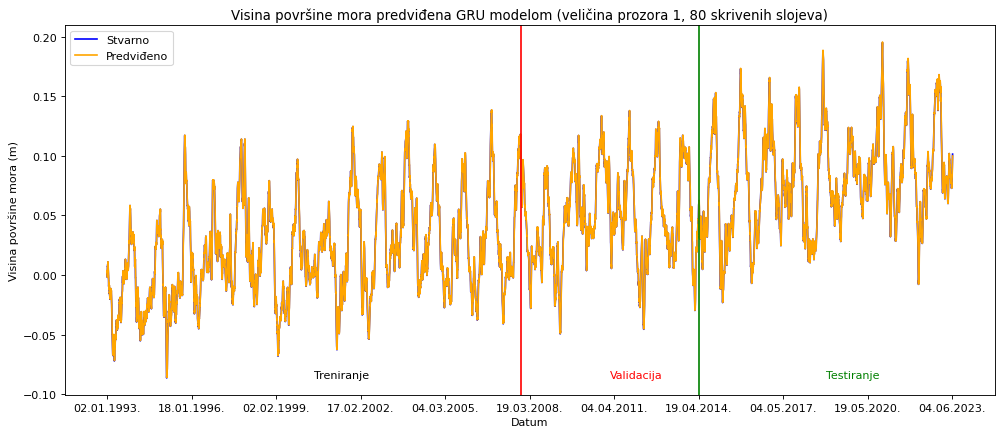 Visina površine mora predviđena GRU modelom (veličina prozora 1, 80 skrivenih slojeva)
Stvarno
Predviđeno
Visina površine mora (m)
0.20
0.15
0.10
0.05
0.00
−0.05
−0.10
Treniranje
Validacija
Testiranje
02.01.1993.
18.01.1996.
02.02.1999.
17.02.2002.
04.03.2005.
19.03.2008.
04.04.2011.
19.04.2014.
04.05.2017.
19.05.2020.
04.06.2023.
Datum